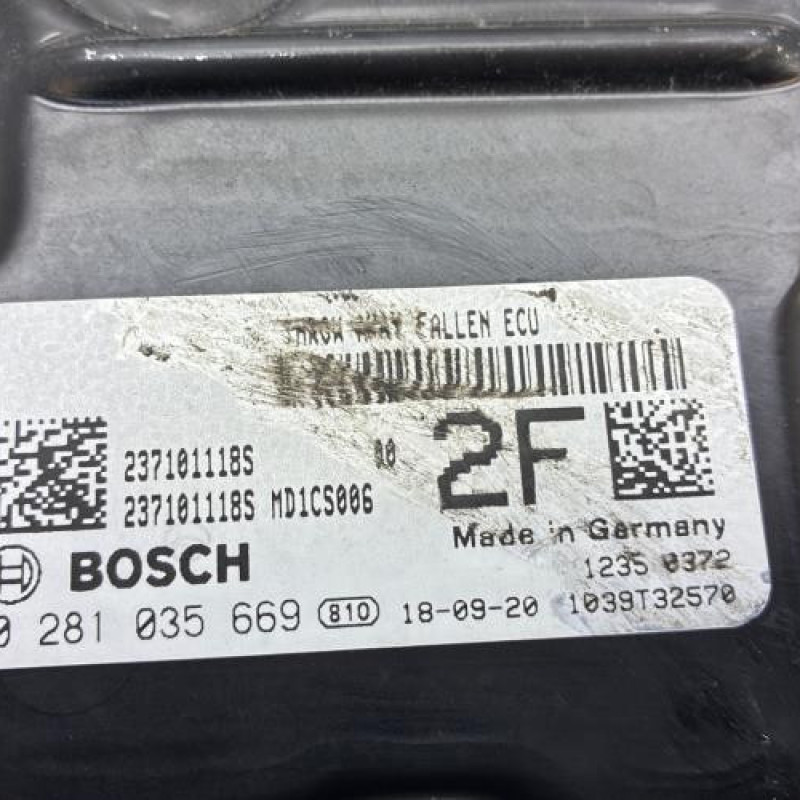 THROW AWAY FALLEN ECU
237101118S 00 2F
237101118S MD1CS006
Made in Germany
BOSCH
1235 0372
0 281 035 669 810 18-09-20 1039T32570